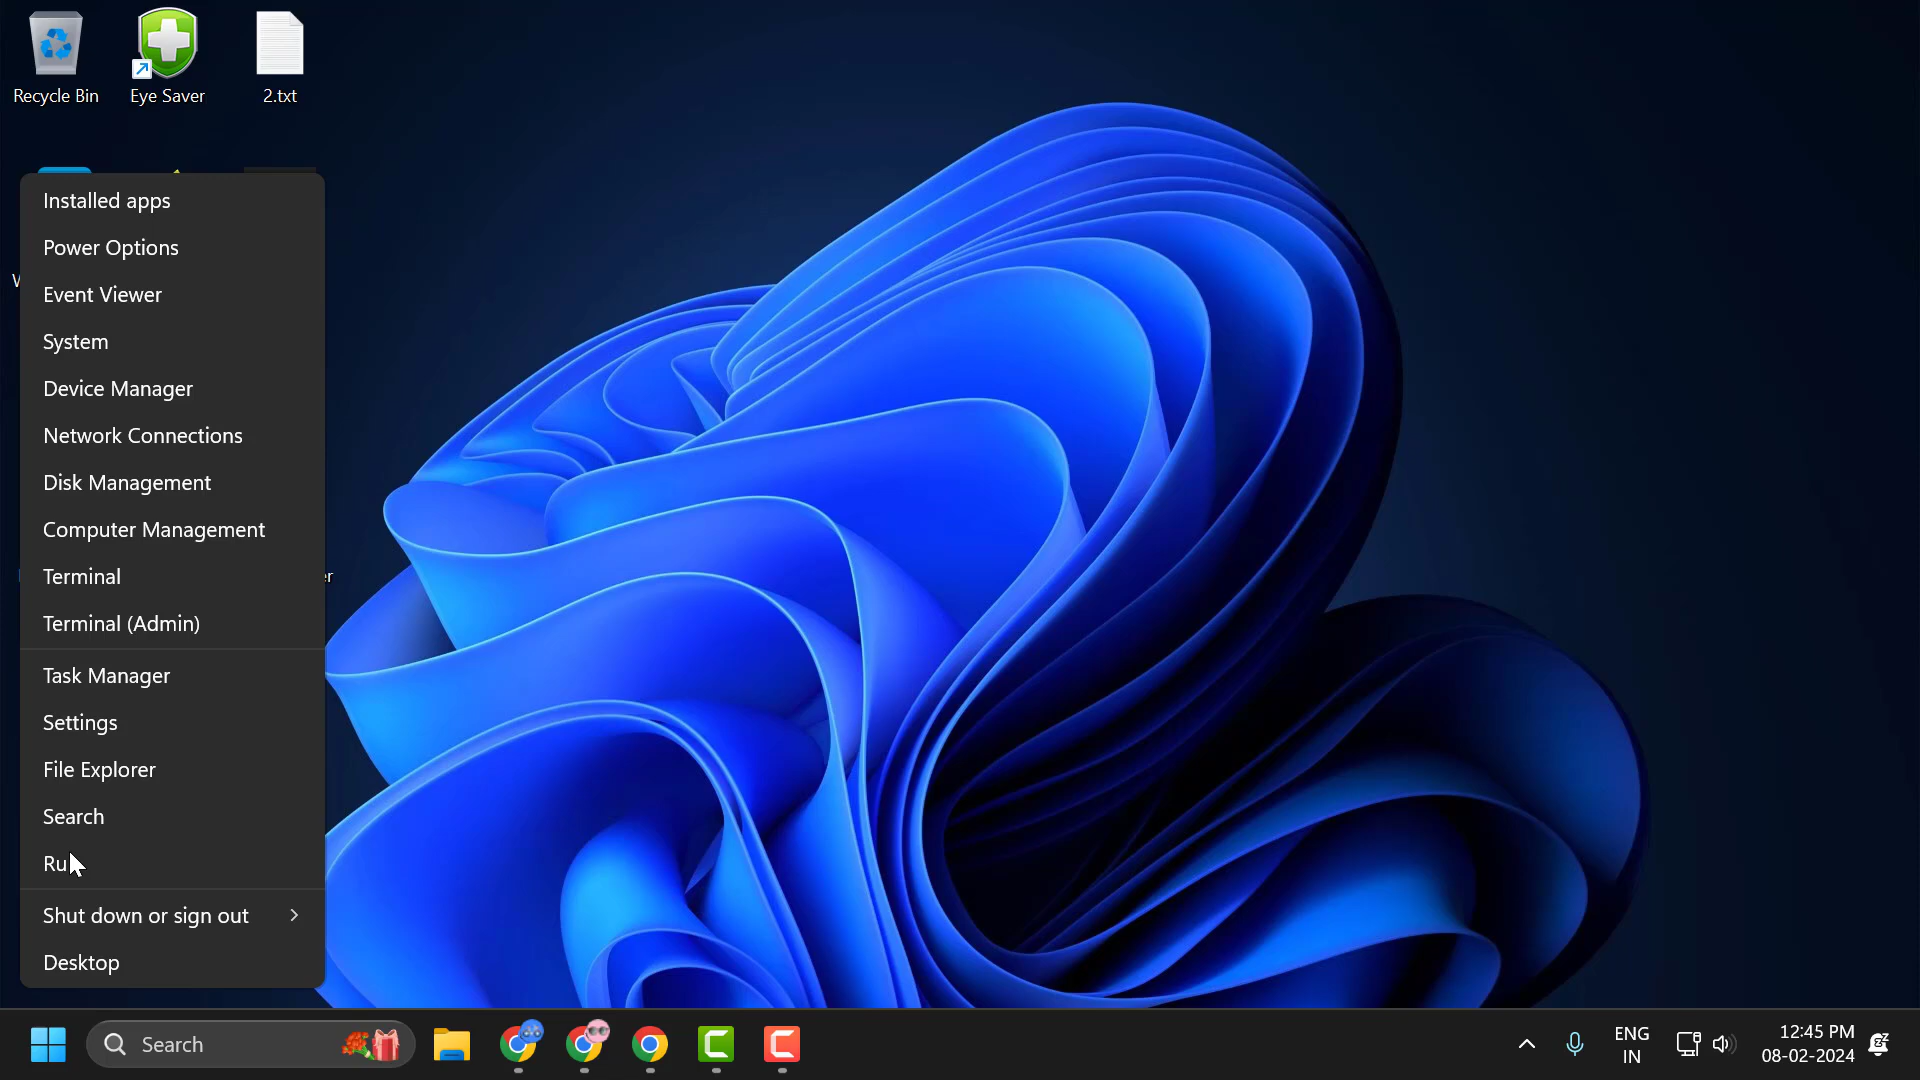 Recycle Bin
Eye Saver
2.txt
Installed apps
Power Options
Event Viewer
System
Device Manager
Network Connections
Disk Management
Computer Management
Terminal
Terminal (Admin)
Task Manager
Settings
File Explorer
Search
Ru
Shut down or sign out
Desktop
Search
ENG
IN
12:45 PM
08-02-2024